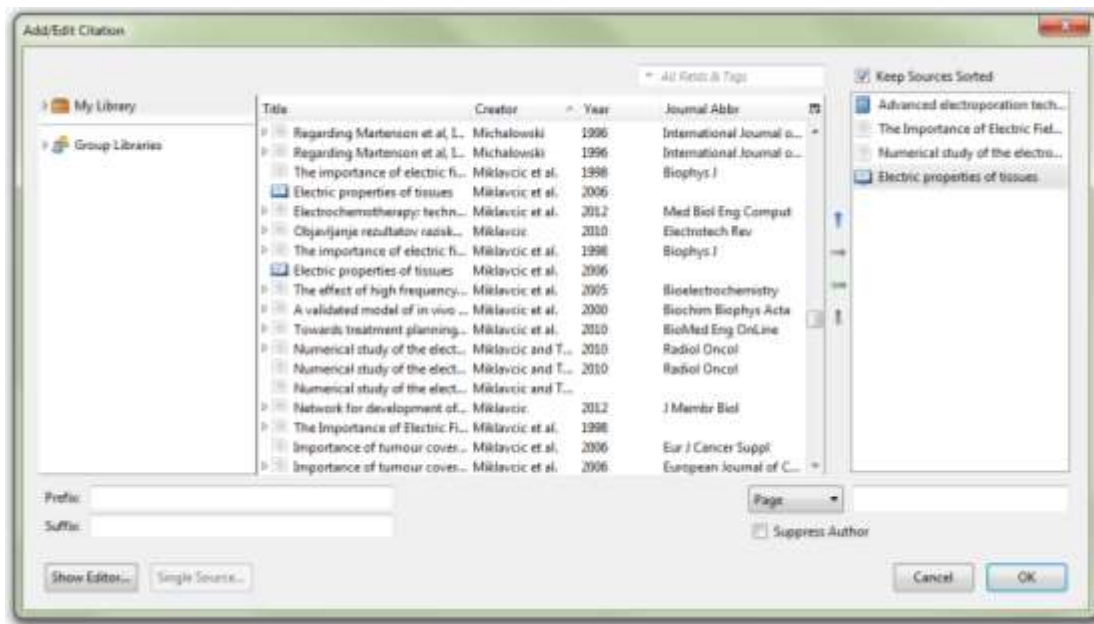 Add/Edit Citation
All Fields & Tags
Keep Sources Sorted
My Library
Group Libraries
Title Creator Year Journal Abbr
Regarding Martenson et al, I... Michalowski 1996 International Journal o...
Regarding Martenson et al, I... Michalowski 1996 International Journal o...
The importance of electric fi... Miklavcic et al. 1998 Biophys J
Electric properties of tissues Miklavcic et al. 2006
Electrochemotherapy: techn... Miklavcic et al. 2012 Med Biol Eng Comput
Objavljanje rezultatov razisk... Miklavcic 2010 Electrotech Rev
The importance of electric fi... Miklavcic et al. 1998 Biophys J
Electric properties of tissues Miklavcic et al. 2006
The effect of high frequency... Miklavcic et al. 2005 Bioelectrochemistry
A validated model of in vivo ... Miklavcic et al. 2000 Biochim Biophys Acta
Towards treatment planning... Miklavcic et al. 2010 BioMed Eng OnLine
Numerical study of the elect... Miklavcic and T... 2010 Radiol Oncol
Numerical study of the elect... Miklavcic and T... 2010 Radiol Oncol
Numerical study of the elect... Miklavcic and T...
Network for development of... Miklavcic 2012 J Membr Biol
The Importance of Electric Fi... Miklavcic et al. 1998
Importance of tumour cover... Miklavcic et al. 2006 Eur J Cancer Suppl
Importance of tumour cover... Miklavcic et al. 2006 European Journal of C...
Advanced electroporation tech...
The Importance of Electric Fiel...
Numerical study of the electro...
Electric properties of tissues
Prefix:
Suffix:
Page
Suppress Author
Show Editor... Single Source...
Cancel OK